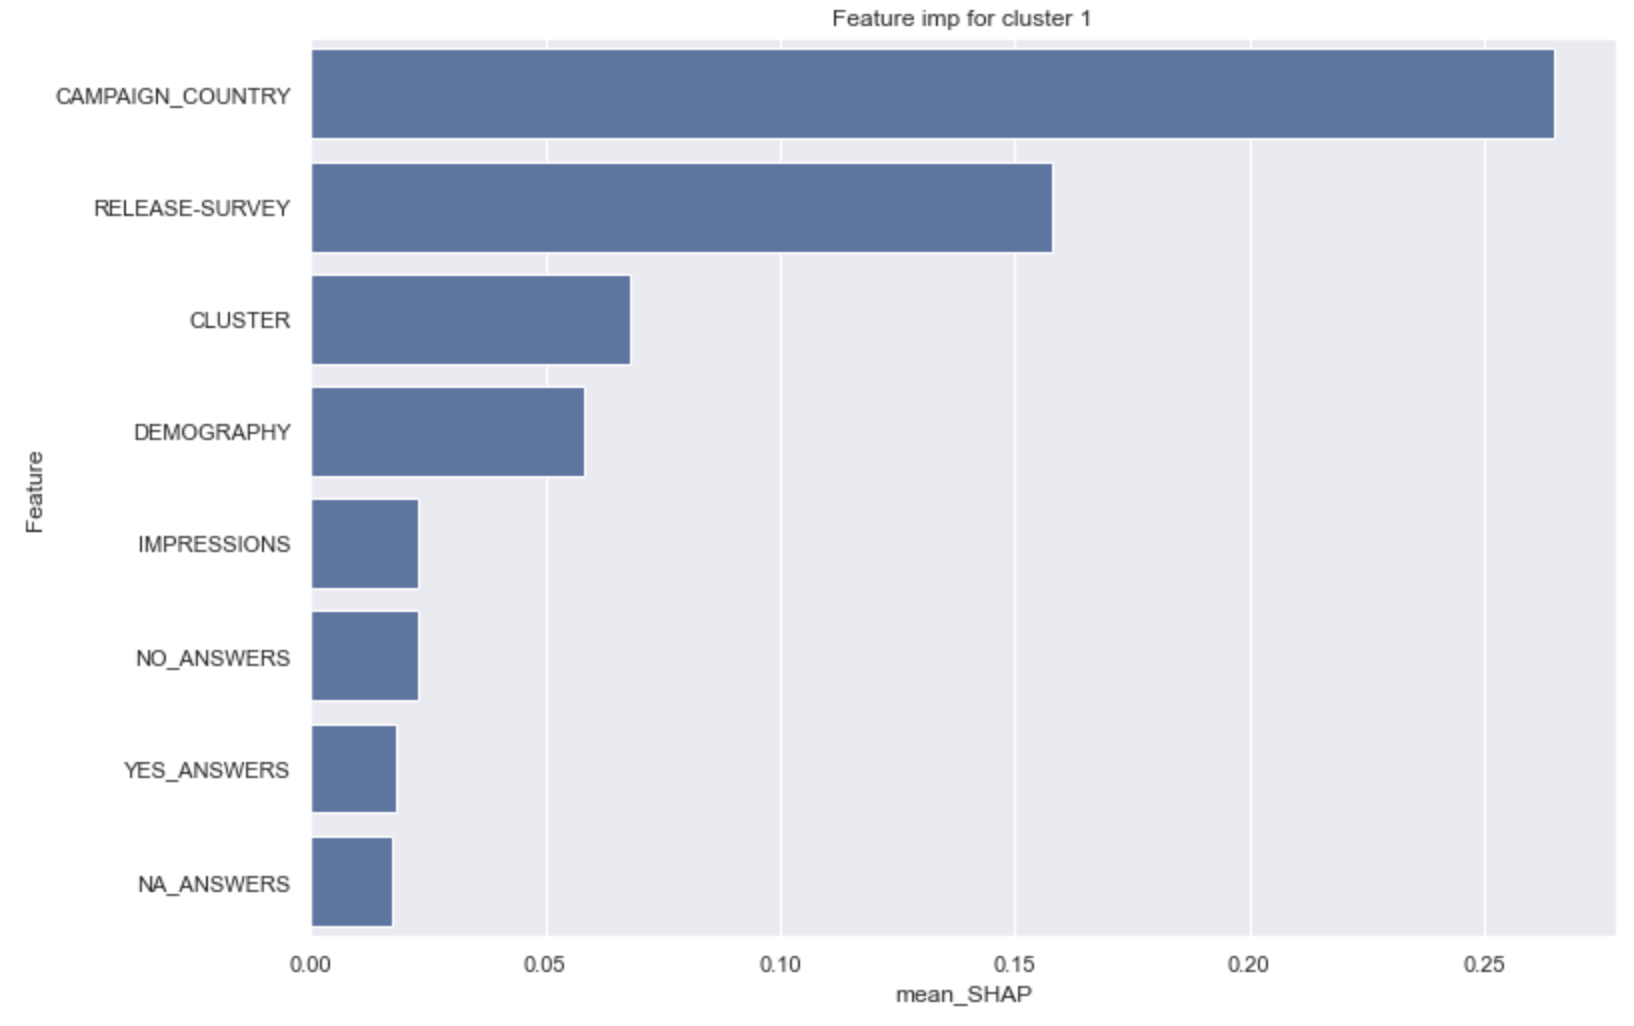 Feature imp for cluster 1
CAMPAIGN_COUNTRY
RELEASE-SURVEY
CLUSTER
DEMOGRAPHY
IMPRESSIONS
NO_ANSWERS
YES_ANSWERS
NA_ANSWERS
Feature
0.00 0.05 0.10 0.15 0.20 0.25
mean_SHAP